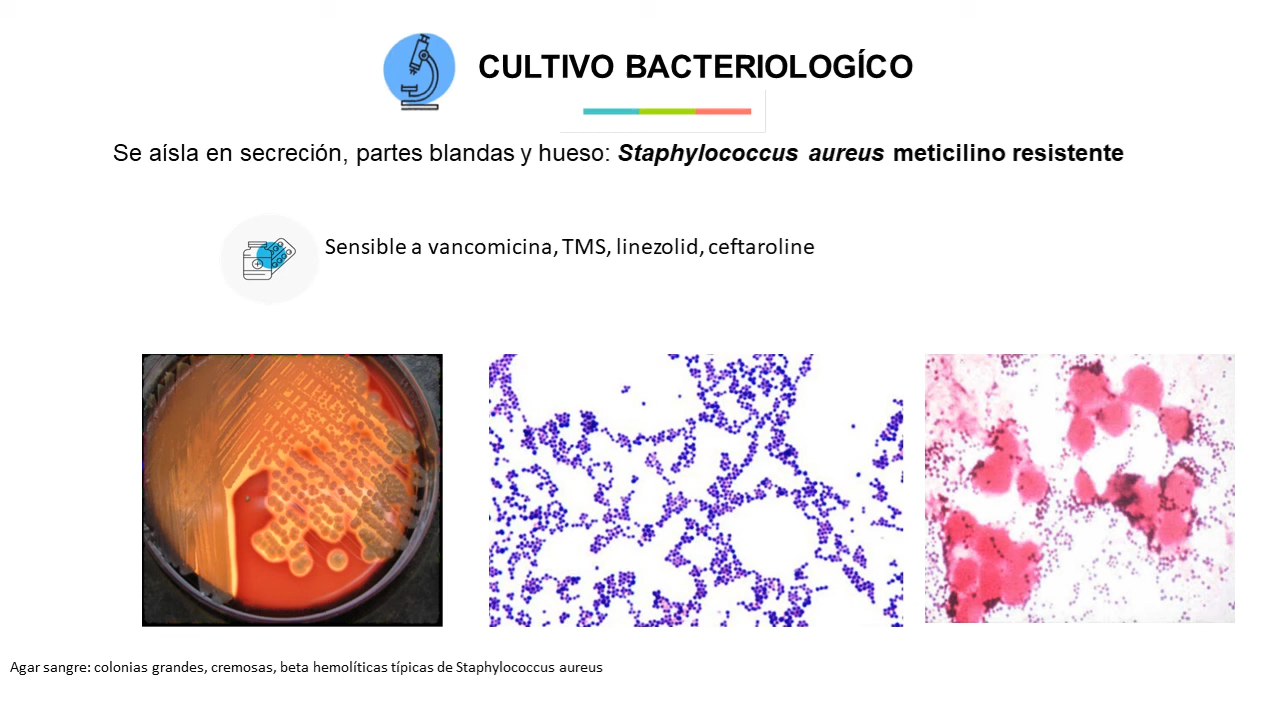 CULTIVO BACTERIOLOGÍCO
Se aísla en secreción, partes blandas y hueso: Staphylococcus aureus meticilino resistente
Sensible a vancomicina, TMS, linezolid, ceftaroline
Agar sangre: colonias grandes, cremosas, beta hemolíticas típicas de Staphylococcus aureus